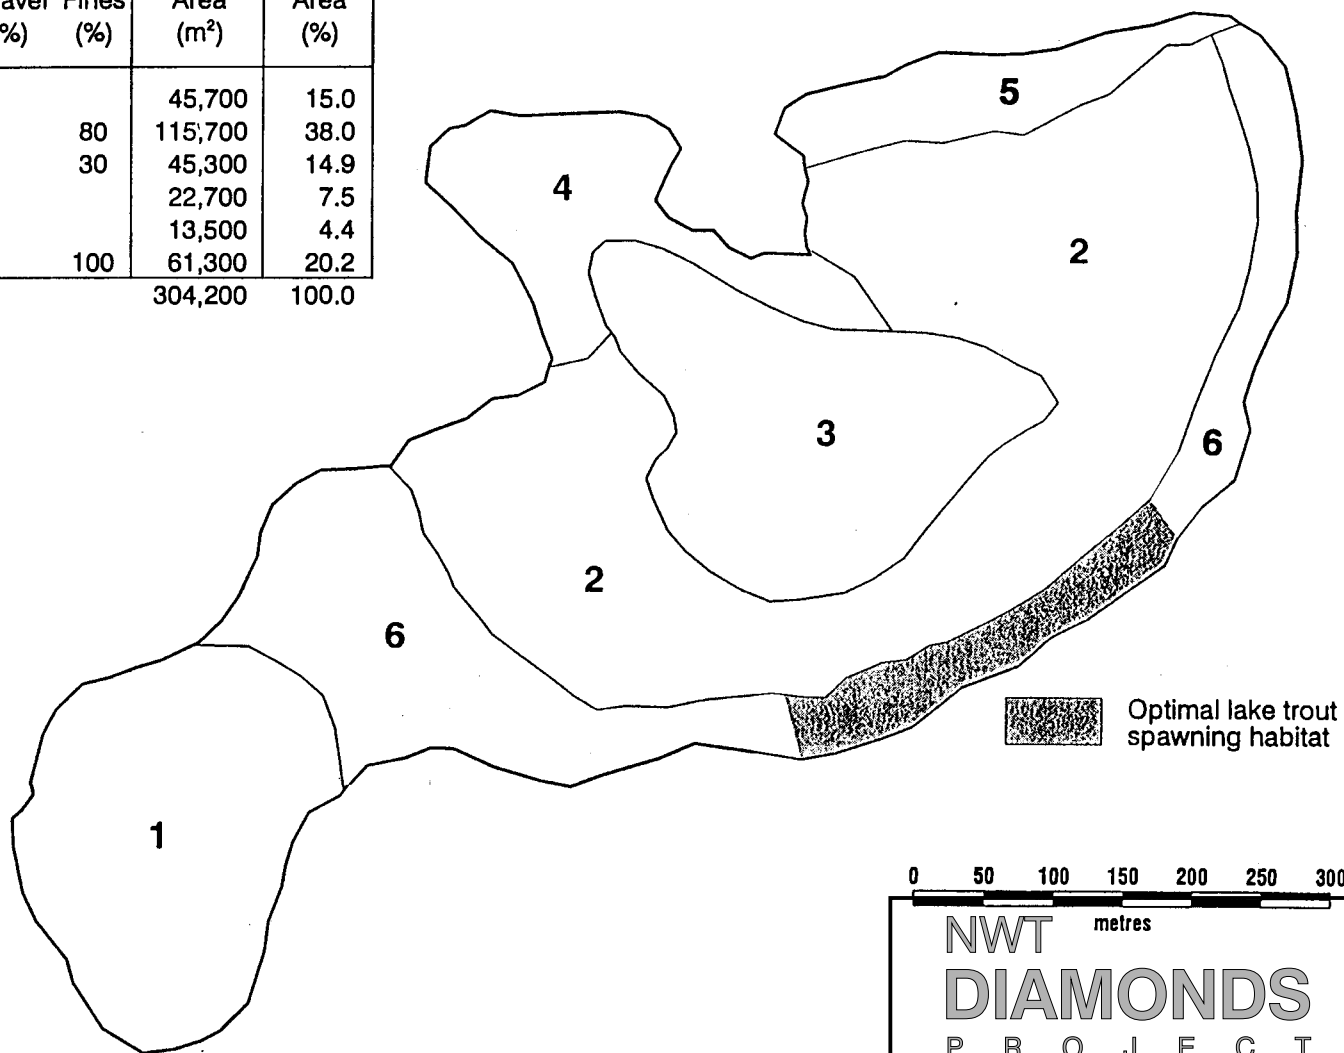 Fines Area Area
(%) (m²) (%)
45,700 15.0
80 115,700 38.0
30 45,300 14.9
22,700 7.5
13,500 4.4
100 61,300 20.2
304,200 100.0
5
4
2
3
6
2
6
1
Optimal lake trout
spawning habitat
0 50 100 150 200 250 300
metres
NWT
DIAMONDS
PROJECT